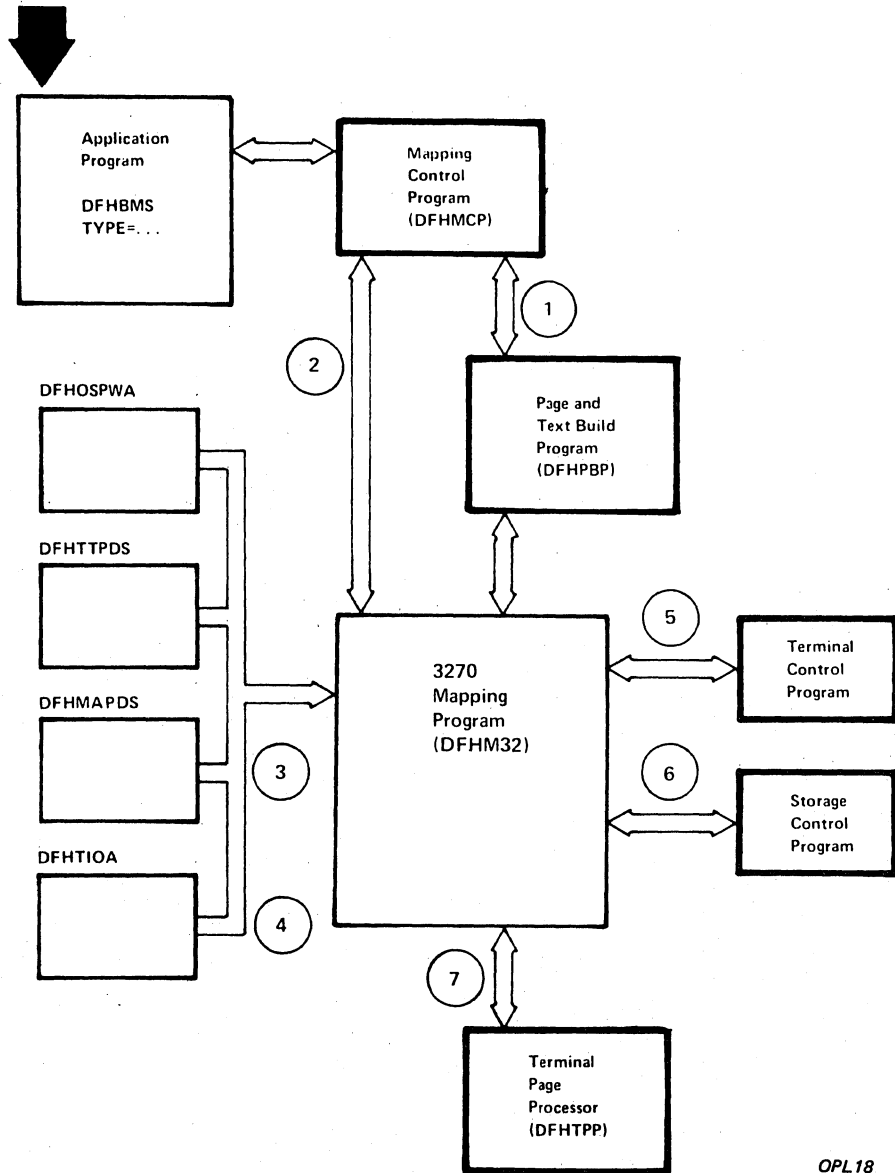 Application
Program
DFHBMS
TYPE=...
Mapping
Control
Program
(DFHMCP)
1
2
Page and
Text Build
Program
(DFHPBP)
DFHOSPWA
DFHTTPDS
DFHMAPDS
DFHTIOA
3
4
3270
Mapping
Program
(DFHM32)
5
Terminal
Control
Program
6
Storage
Control
Program
7
Terminal
Page
Processor
(DFHTPP)
OPL18